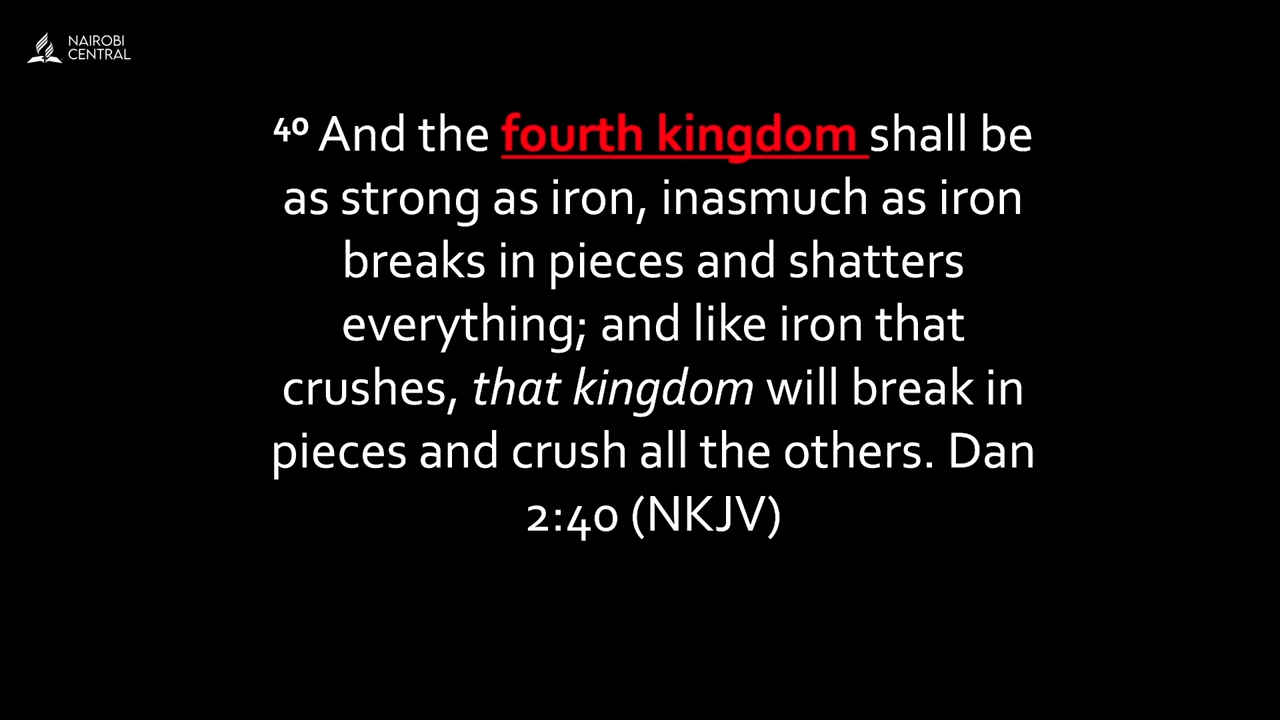 NAIROBI
CENTRAL
40 And the fourth kingdom shall be
as strong as iron, inasmuch as iron
breaks in pieces and shatters
everything; and like iron that
crushes, that kingdom will break in
pieces and crush all the others. Dan
2:40 (NKJV)